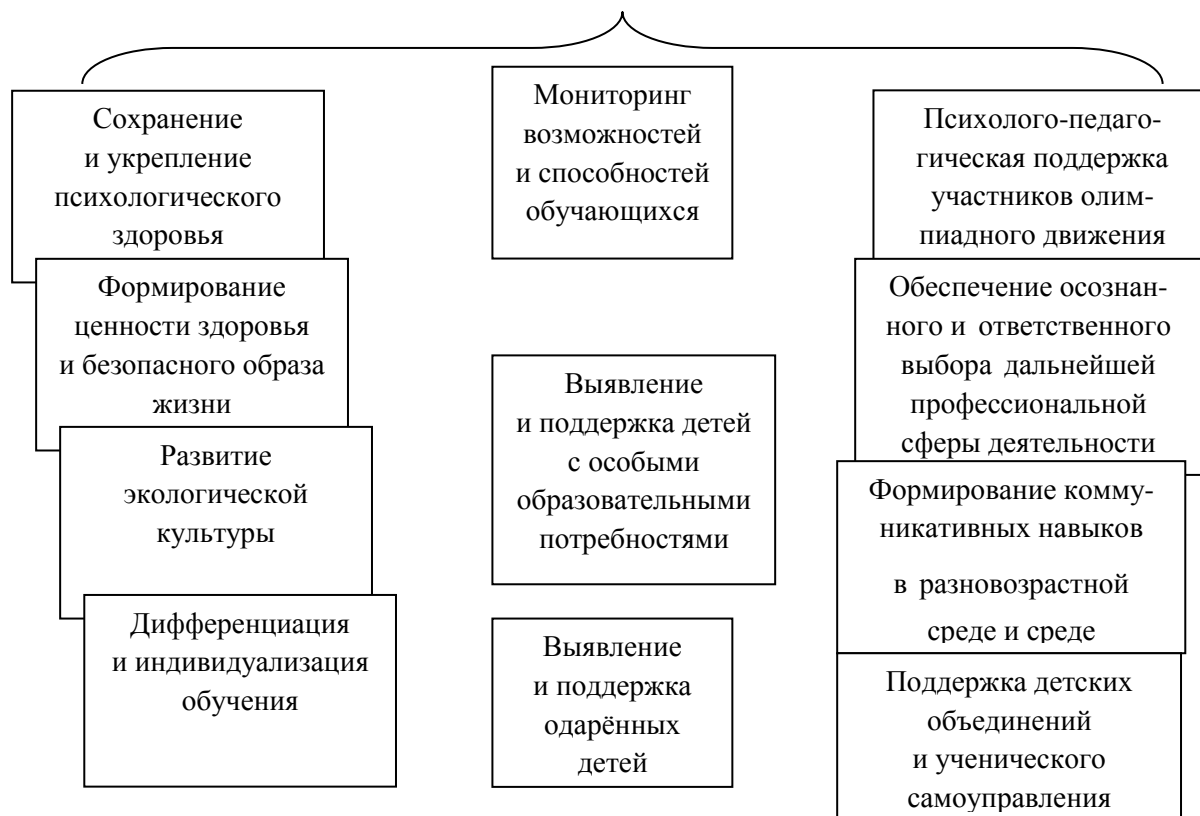 Сохранение
и укрепление
психологического
здоровья
Формирование
ценности здоровья
и безопасного образа
жизни
Развитие
экологической
культуры
Дифференциация
и индивидуализация
обучения
Мониторинг
возможностей
и способностей
обучающихся
Выявление
и поддержка детей
с особыми
образовательными
потребностями
Выявление
и поддержка
одарённых
детей
Психолого-педаго-
гическая поддержка
участников олим-
пиадного движения
Обеспечение осознан-
ного и ответственного
выбора дальнейшей
профессиональной
сферы деятельности
Формирование комму-
никативных навыков
в разновозрастной
среде и среде
Поддержка детских
объединений
и ученического
самоуправления